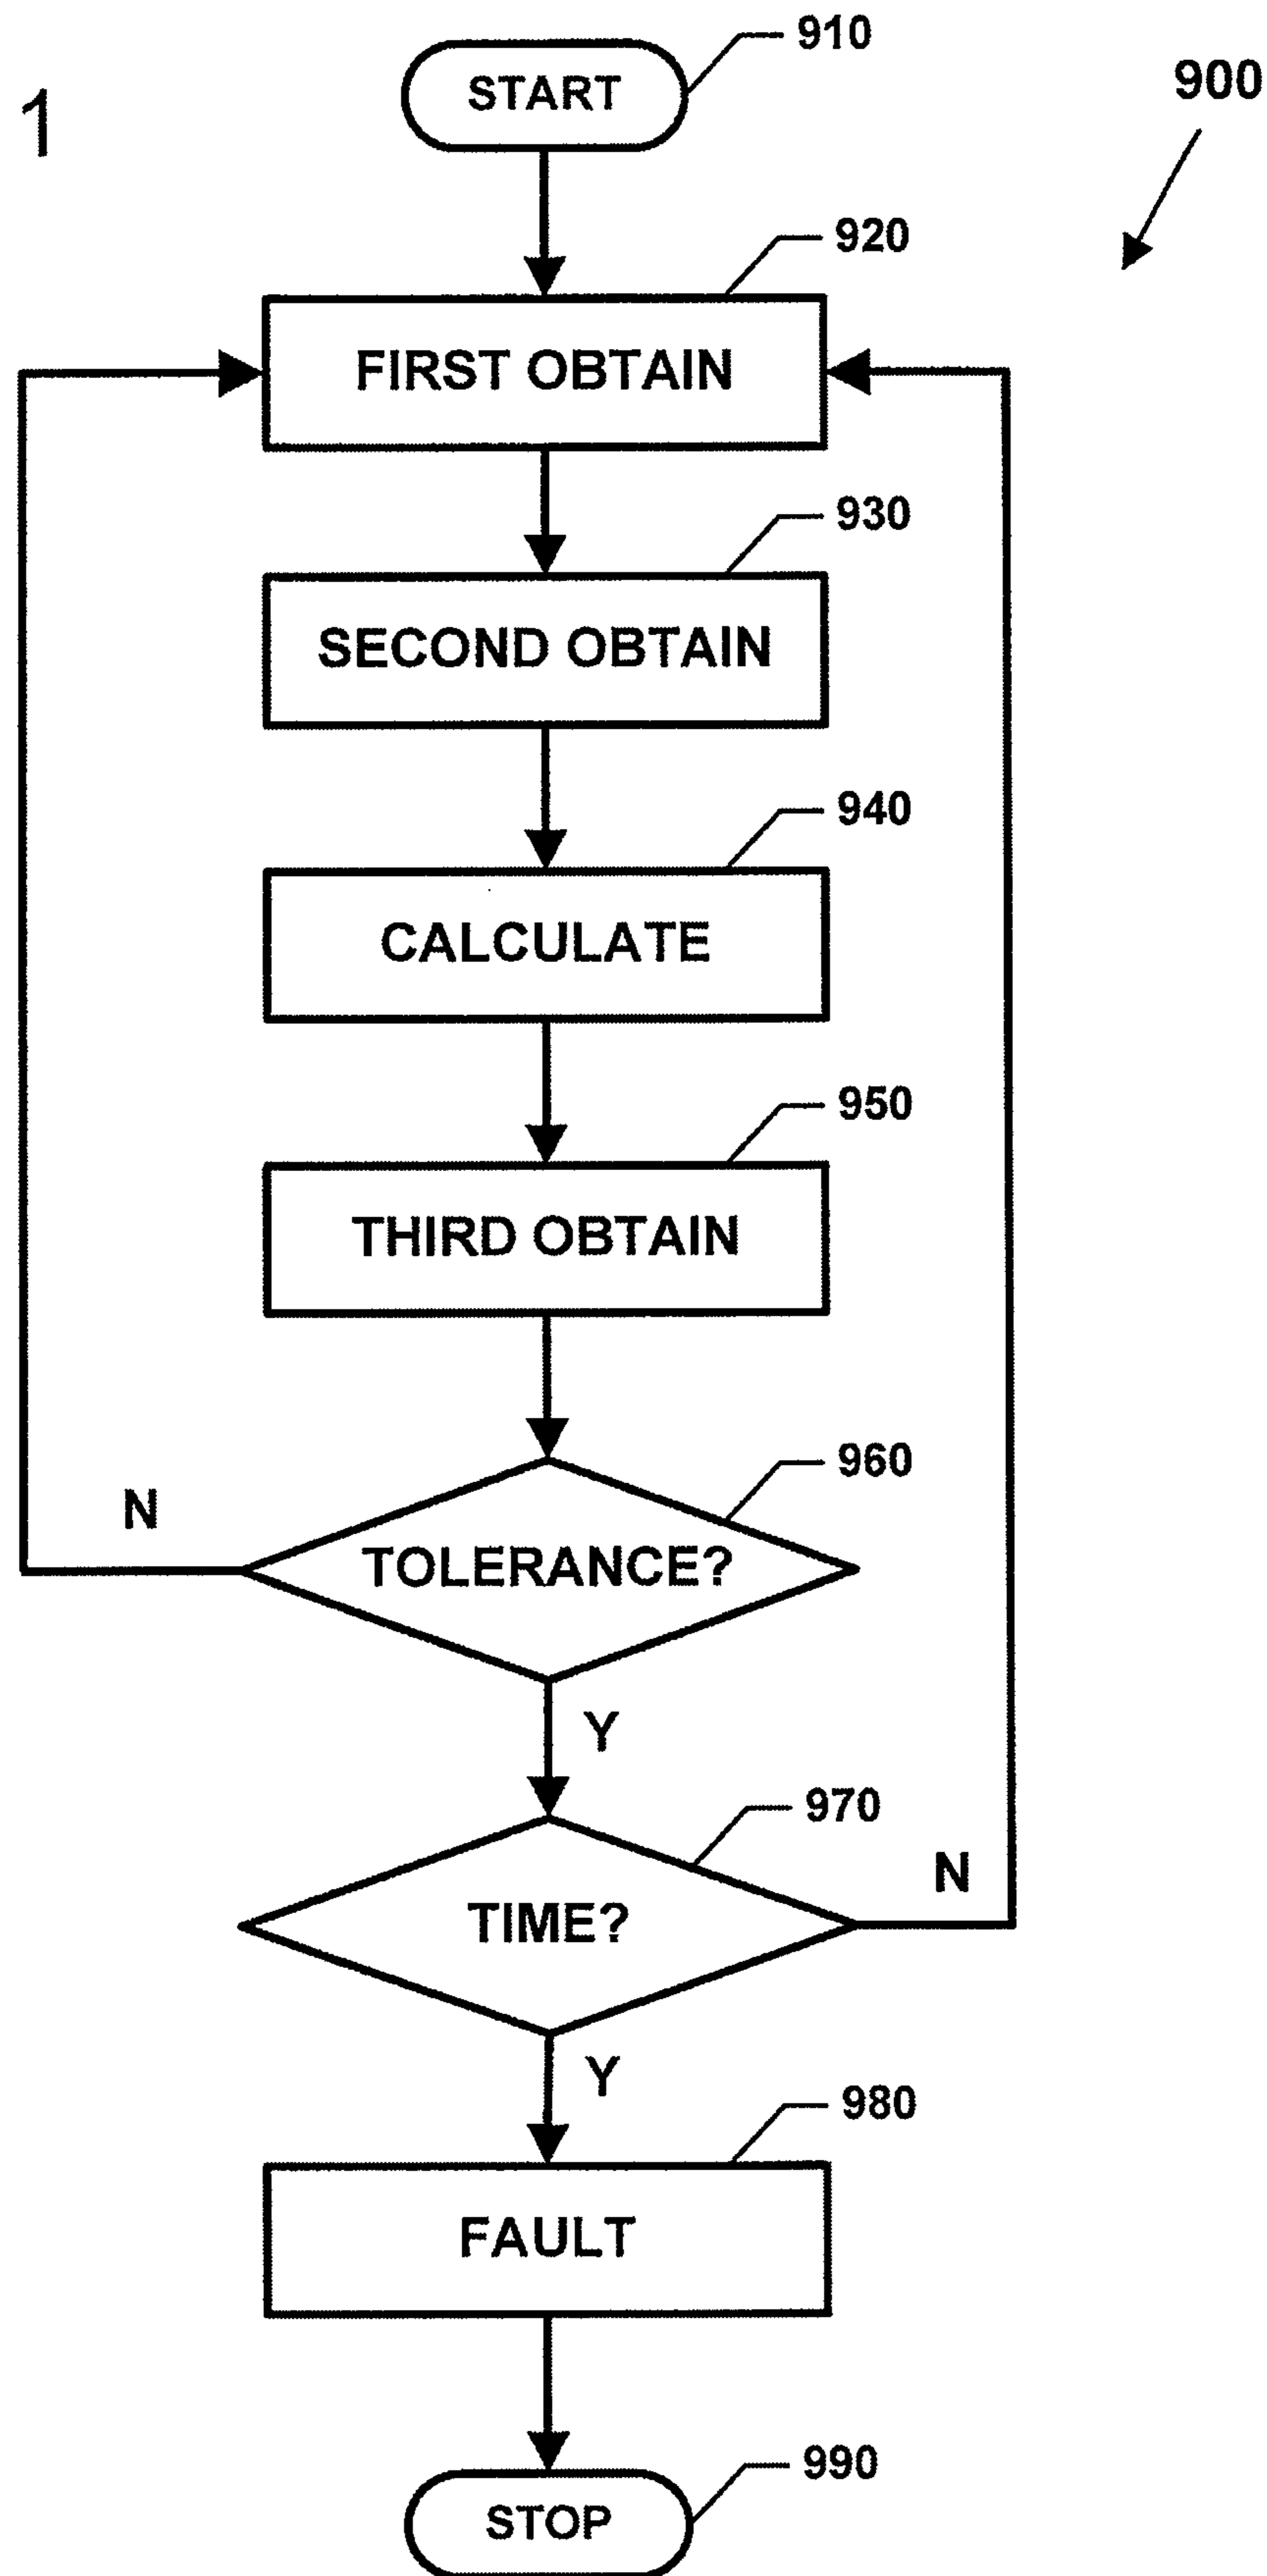 910
START
1
900
920
FIRST OBTAIN
930
SECOND OBTAIN
940
CALCULATE
950
THIRD OBTAIN
960
N
TOLERANCE?
Y
970
N
TIME?
Y
980
FAULT
990
STOP